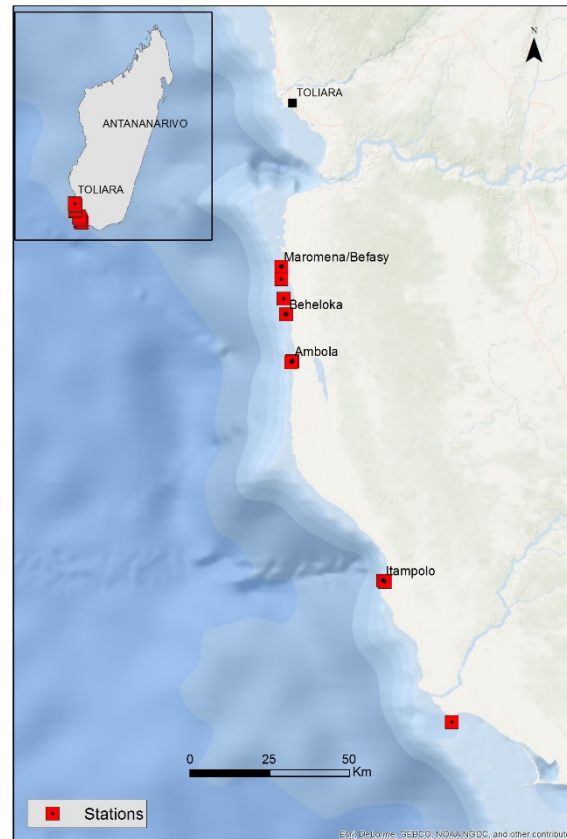 N
TOLIARA
ANTANANARIVO
TOLIARA
Maromena/Befasy
Beheloka
Ambola
Itampolo
0 25 50
Km
Stations
Esri, DeLorme, GEBCO, NOAA NGDC, and other contribute